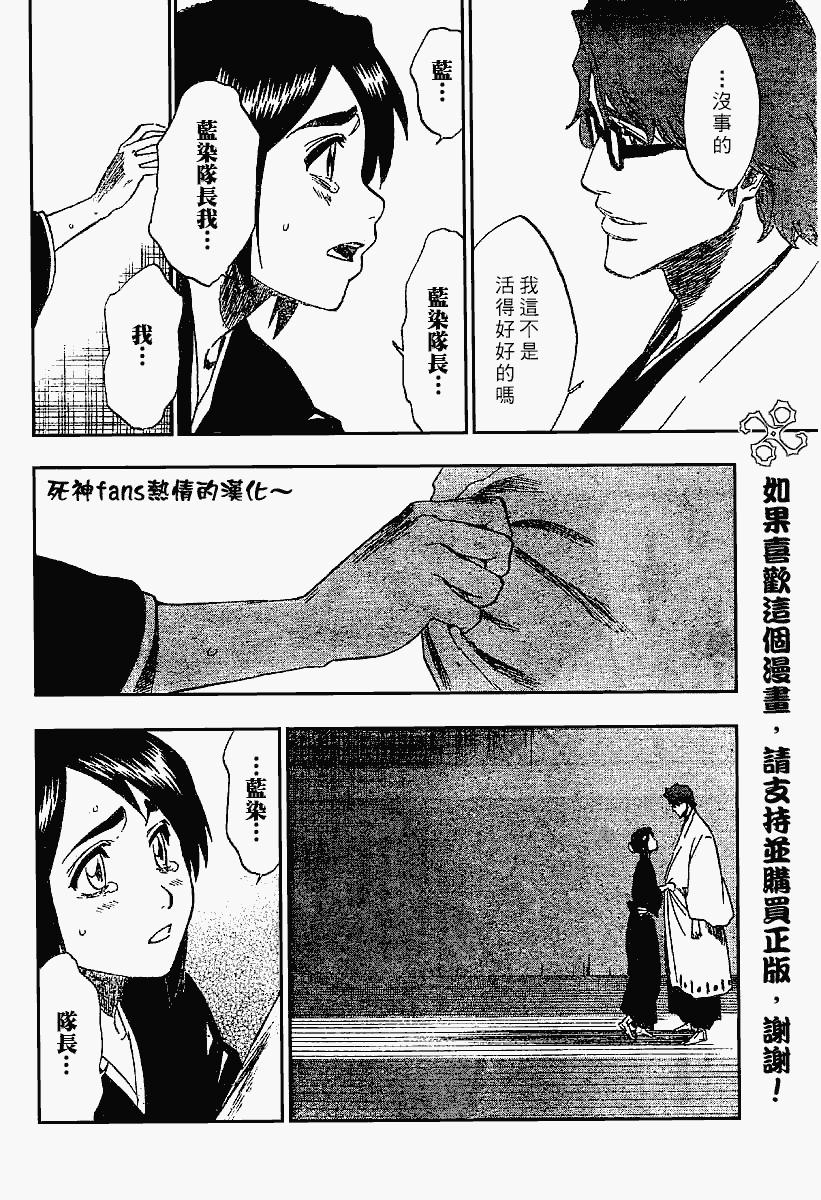 …沒事的
我這不是
活得好好的嗎
藍…
藍染隊長…
藍染隊長我…
我…
死神fans熱情的漢化～
…藍染…
隊長…
如果喜歡這個漫畫，請支持並購買正版，謝謝！